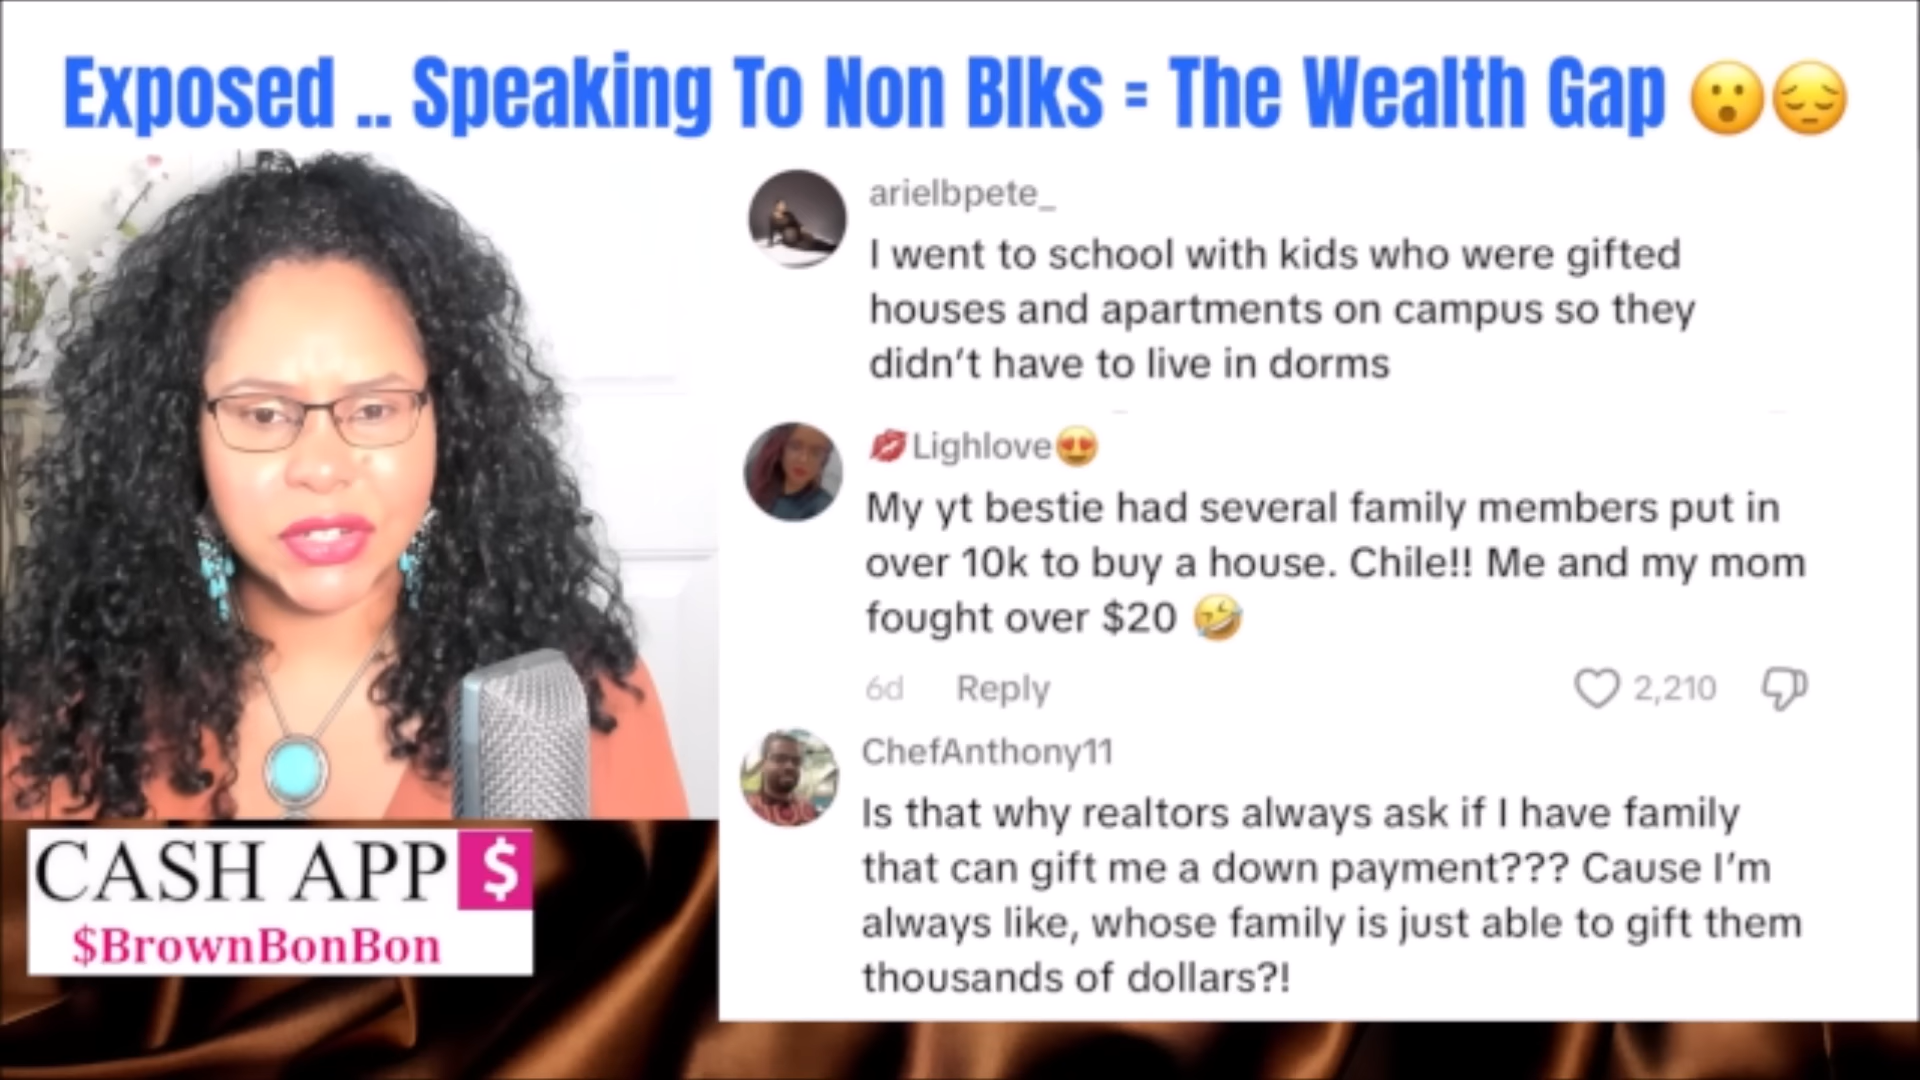 Exposed .. Speaking To Non Blks = The Wealth Gap 😮😔
arielbpete_
I went to school with kids who were gifted
houses and apartments on campus so they
didn't have to live in dorms
💋Lighlove😍
My yt bestie had several family members put in
over 10k to buy a house. Chile!! Me and my mom
fought over $20 🤣
6d Reply 2,210
ChefAnthony11
Is that why realtors always ask if I have family
that can gift me a down payment??? Cause I'm
always like, whose family is just able to gift them
thousands of dollars?!
CASH APP $
$BrownBonBon